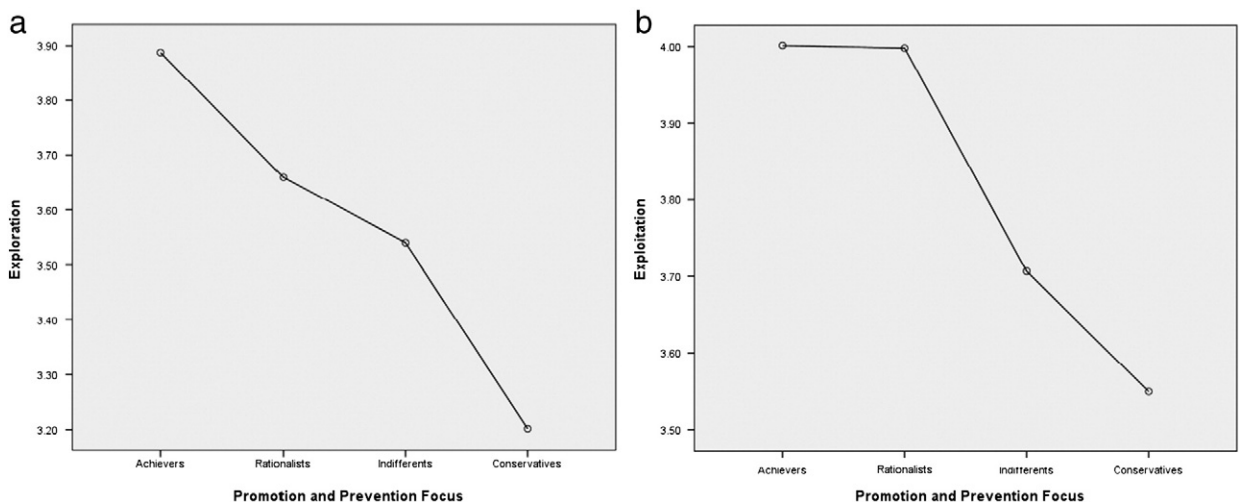 a
3.90
3.80
3.70
3.60
3.50
3.40
3.30
3.20
Exploration
Achievers Rationalists Indifferents Conservatives
Promotion and Prevention Focus
b
4.00
3.90
3.80
3.70
3.60
3.50
Exploitation
Achievers Rationalists Indifferents Conservatives
Promotion and Prevention Focus